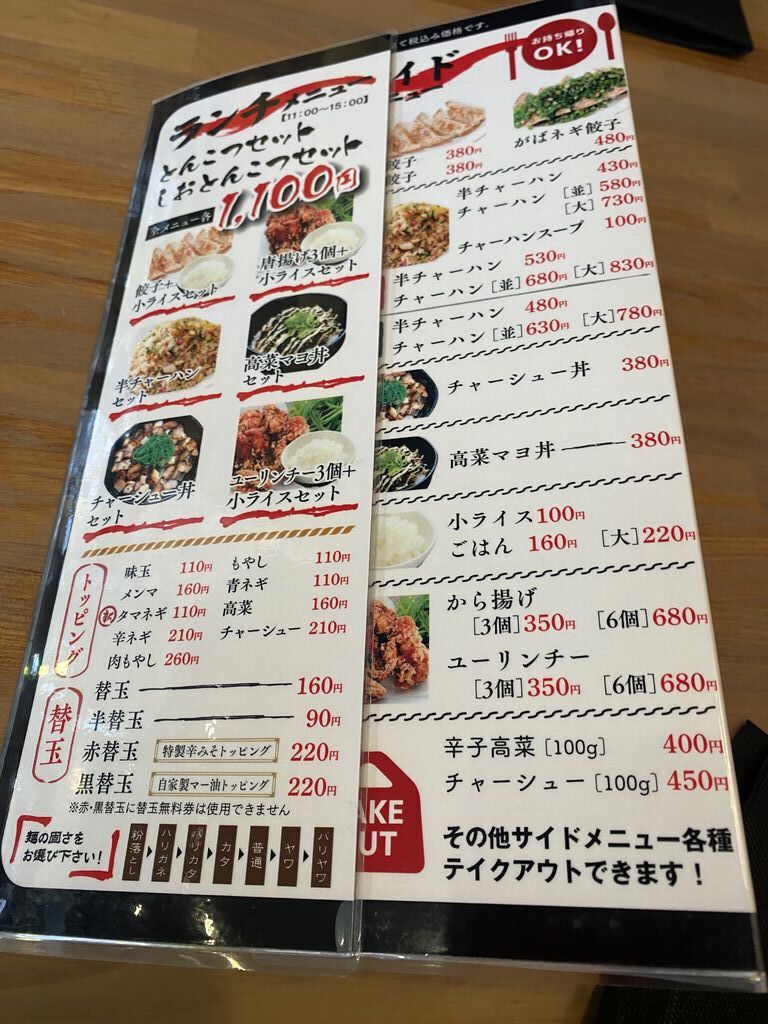 ランチメニュー
【11:00〜15:00】
とんこつセット
しおとんこつセット
全メニュー各 1,100円
餃子+
小ライスセット
唐揚げ3個+
小ライスセット
半チャーハン
セット
高菜マヨ丼
セット
チャーシュー丼
セット
ユーリンチー3個+
小ライスセット
トッピング
味玉 110円
メンマ 160円
タマネギ 110円
辛ネギ 210円
肉もやし 260円
もやし 110円
青ネギ 110円
高菜 160円
チャーシュー 210円
替玉
替玉 160円
半替玉 90円
赤替玉 特製辛みそトッピング 220円
黒替玉 自家製マー油トッピング 220円
※赤・黒替玉に替玉無料券は使用できません
麺の固さを
お選び下さい!
粉落とし
ハリガネ
バリカタ
カタ
普通
ヤワ
バリヤワ
て税込み価格です。
イド
ニュー
お持ち帰り
OK!
餃子 380円
餃子 380円
がばネギ餃子
480円
半チャーハン 430円
チャーハン [並]580円
[大]730円
チャーハンスープ 100円
半チャーハン 530円
チャーハン [並]680円 [大]830円
半チャーハン 480円
チャーハン [並]630円 [大]780円
チャーシュー丼 380円
高菜マヨ丼 380円
小ライス 100円
ごはん 160円 [大]220円
から揚げ
[3個]350円 [6個]680円
ユーリンチー
[3個]350円 [6個]680円
AKE
UT
辛子高菜 [100g] 400円
チャーシュー [100g] 450円
その他サイドメニュー各種
テイクアウトできます!